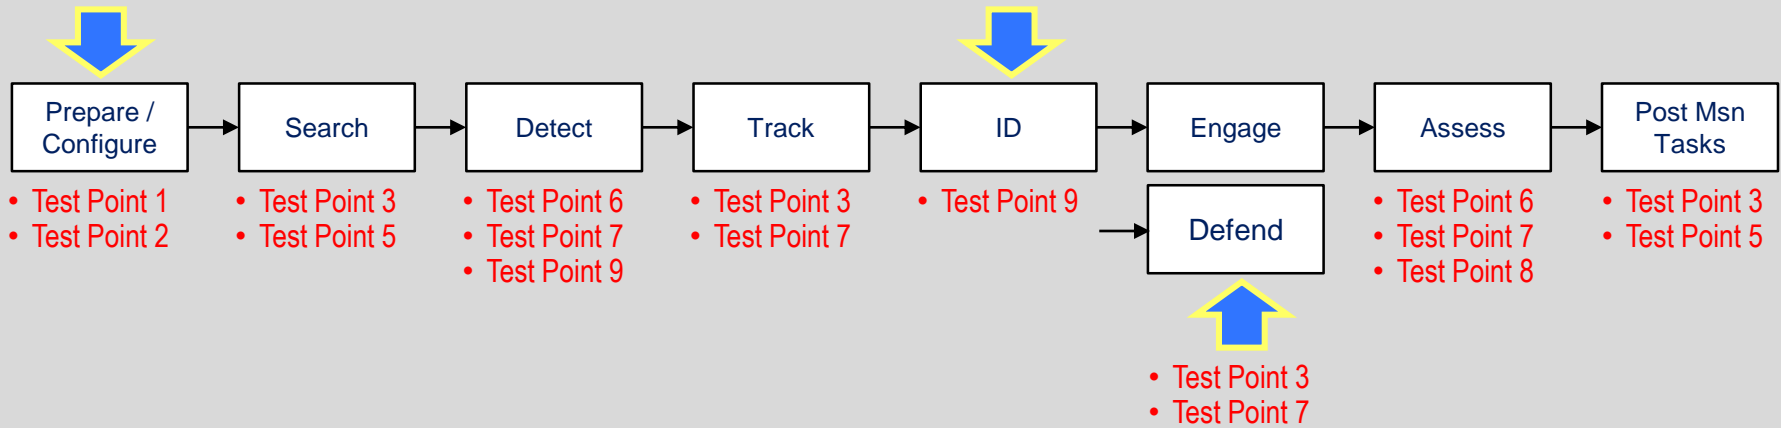 Prepare /
Configure
Search
Detect
Track
ID
Engage
Assess
Post Msn
Tasks
• Test Point 1
• Test Point 2
• Test Point 3
• Test Point 5
• Test Point 6
• Test Point 7
• Test Point 9
• Test Point 3
• Test Point 7
• Test Point 9
Defend
• Test Point 6
• Test Point 7
• Test Point 8
• Test Point 3
• Test Point 5
• Test Point 3
• Test Point 7